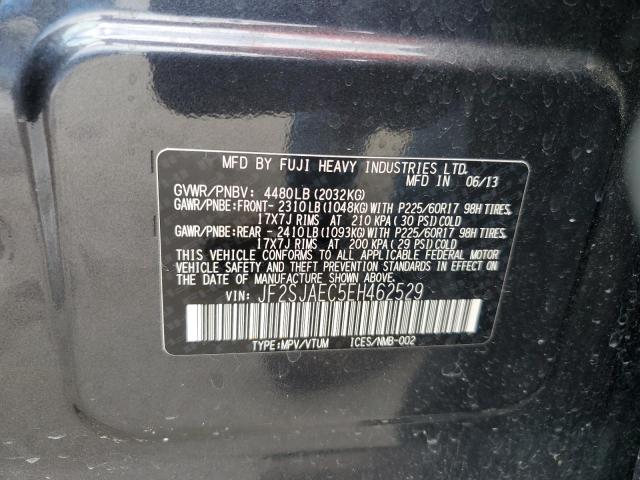 MFD BY FUJI HEAVY INDUSTRIES LTD.
MFD IN 06/13
GVWR/PNBV: 4480LB (2032KG)
GAWR/PNBE:FRONT- 2310LB (1048KG)WITH P225/60R17 98H TIRES,
17X7J RIMS AT 210 KPA (30 PSI)COLD
GAWR/PNBE:REAR - 2410LB (1093KG)WITH P225/60R17 98H TIRES,
17X7J RIMS AT 200 KPA (29 PSI)COLD
THIS VEHICLE CONFORMS TO ALL APPLICABLE FEDERAL MOTOR
VEHICLE SAFETY AND THEFT PREVENTION STANDARDS IN EFFECT ON
THE DATE OF MANUFACTURE SHOWN ABOVE.
VIN: JF2SJAEC5EH462529
TYPE:MPV/VTUM ICES/NMB-002